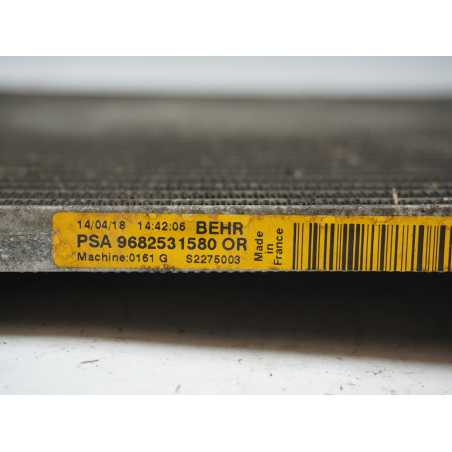 14/04/18 14:42:06 BEHR
PSA 9682531580 OR
Machine:0161 G S2275003
Made
in
France